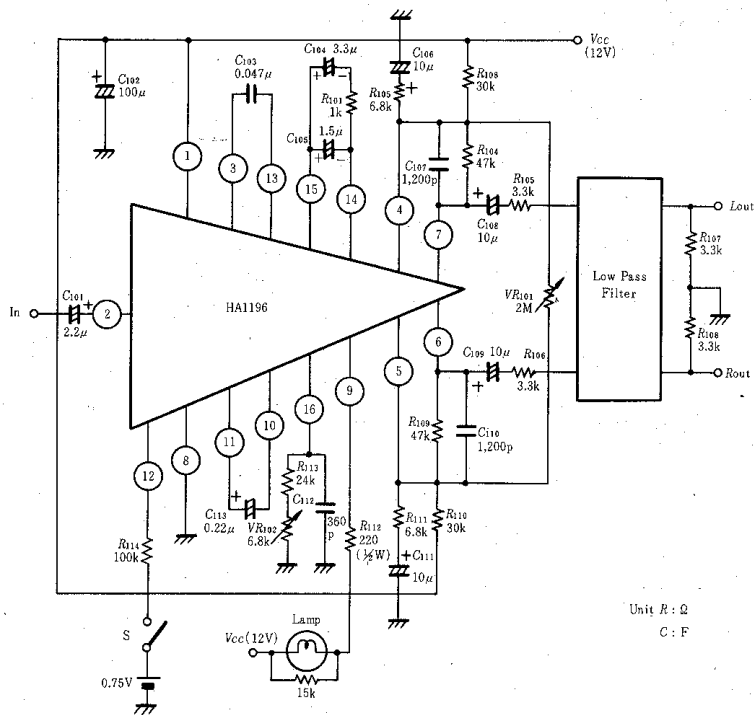 C104 3.3μ
C106
10μ
Vcc
(12V)
C103
0.047μ
C102
100μ
R101
1k
R105
6.8k
R108
30k
1.5μ
C105
R104
47k
C107
1,200p
R105
3.3k
C108
10μ
1
3
13
15
14
4
7
Lout
R107
3.3k
Low Pass
Filter
VR101
2M
HA1196
C101
In
2
2.2μ
6
5
C109 10μ
R106
3.3k
R108
3.3k
Rout
9
16
10
11
8
12
R109
47k
C110
1,200p
R113
24k
C112
360
p
C113
0.22μ
VR102
6.8k
R112
220
(½W)
R111
6.8k
R110
30k
C111
10μ
R114
100k
S
0.75V
Vcc(12V)
Lamp
15k
Unit R : Ω
C : F